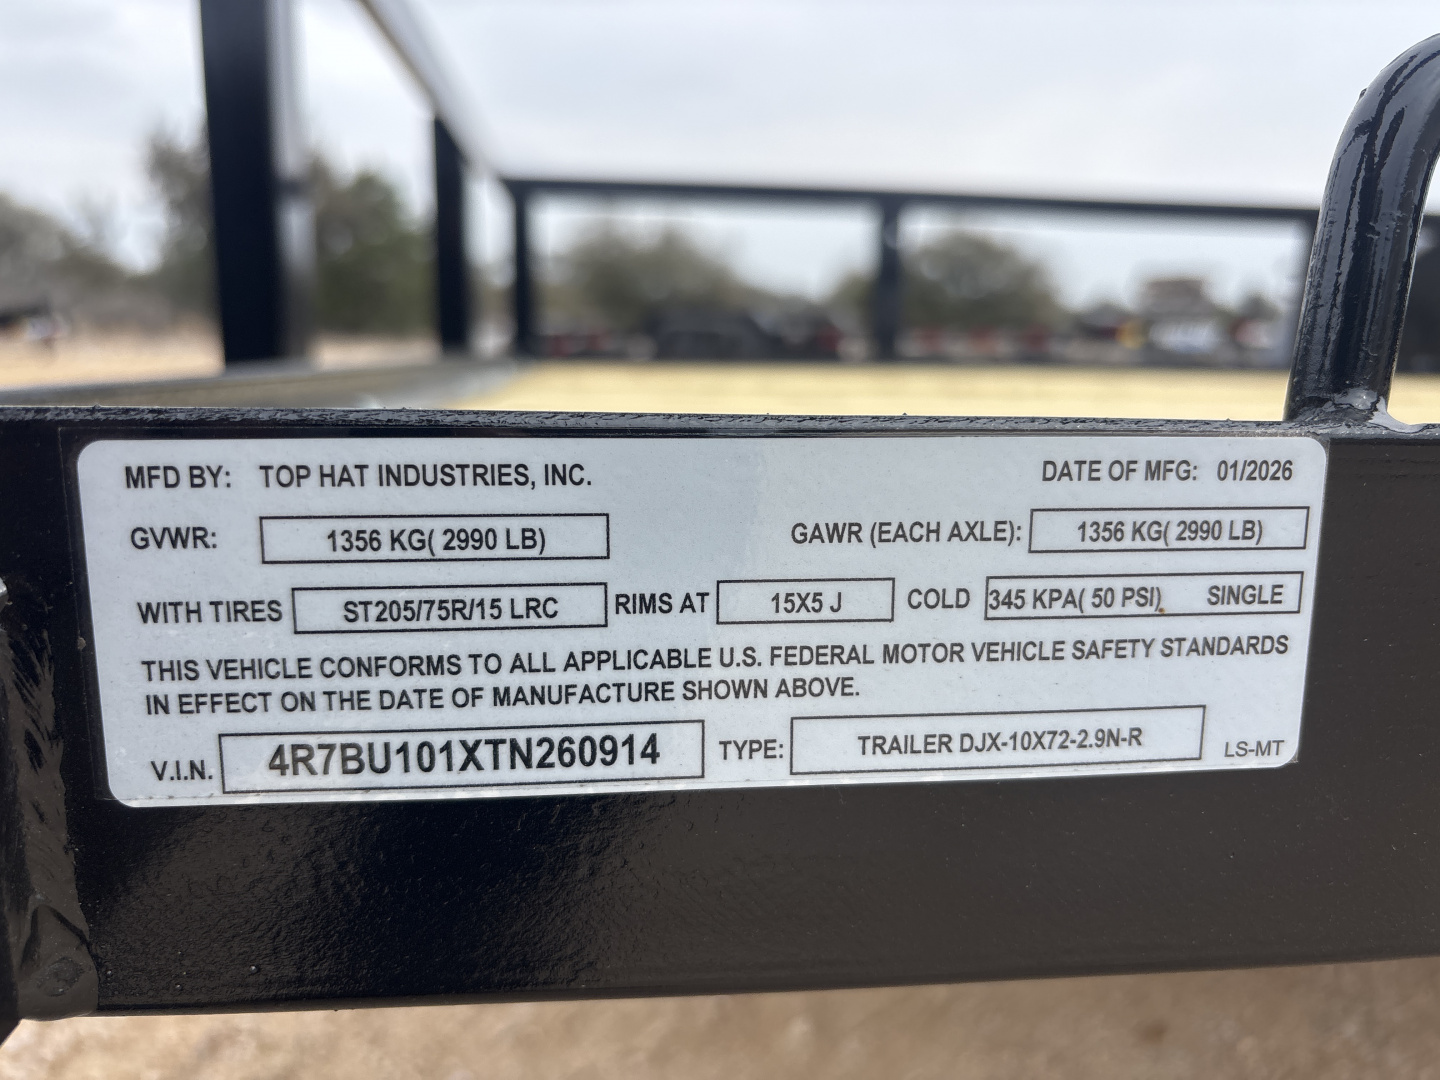 MFD BY: TOP HAT INDUSTRIES, INC. DATE OF MFG: 01/2026
GVWR: 1356 KG( 2990 LB) GAWR (EACH AXLE): 1356 KG( 2990 LB)
WITH TIRES ST205/75R/15 LRC RIMS AT 15X5 J COLD 345 KPA( 50 PSI) SINGLE
THIS VEHICLE CONFORMS TO ALL APPLICABLE U.S. FEDERAL MOTOR VEHICLE SAFETY STANDARDS
IN EFFECT ON THE DATE OF MANUFACTURE SHOWN ABOVE.
V.I.N. 4R7BU101XTN260914 TYPE: TRAILER DJX-10X72-2.9N-R LS-MT